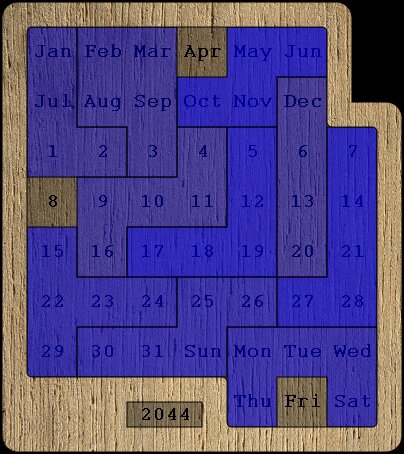 Jan Feb Mar Apr May Jun
Jul Aug Sep Oct Nov Dec
1 2 3 4 5 6 7
8 9 10 11 12 13 14
15 16 17 18 19 20 21
22 23 24 25 26 27 28
29 30 31 Sun Mon Tue Wed
Thu Fri Sat
2044